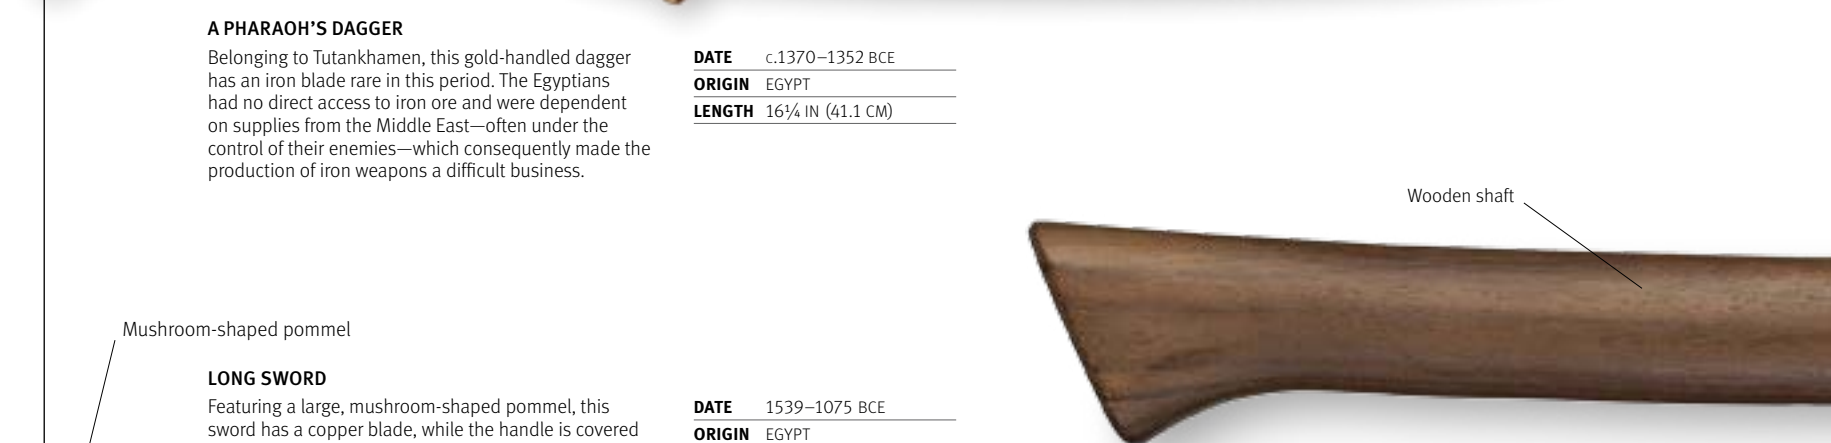 A PHARAOH'S DAGGER
Belonging to Tutankhamen, this gold-handled dagger
has an iron blade rare in this period. The Egyptians
had no direct access to iron ore and were dependent
on supplies from the Middle East—often under the
control of their enemies—which consequently made the
production of iron weapons a difficult business.
DATE c.1370–1352 BCE
ORIGIN EGYPT
LENGTH 16¼ IN (41.1 CM)
Wooden shaft
Mushroom-shaped pommel
LONG SWORD
Featuring a large, mushroom-shaped pommel, this
sword has a copper blade, while the handle is covered
DATE 1539–1075 BCE
ORIGIN EGYPT